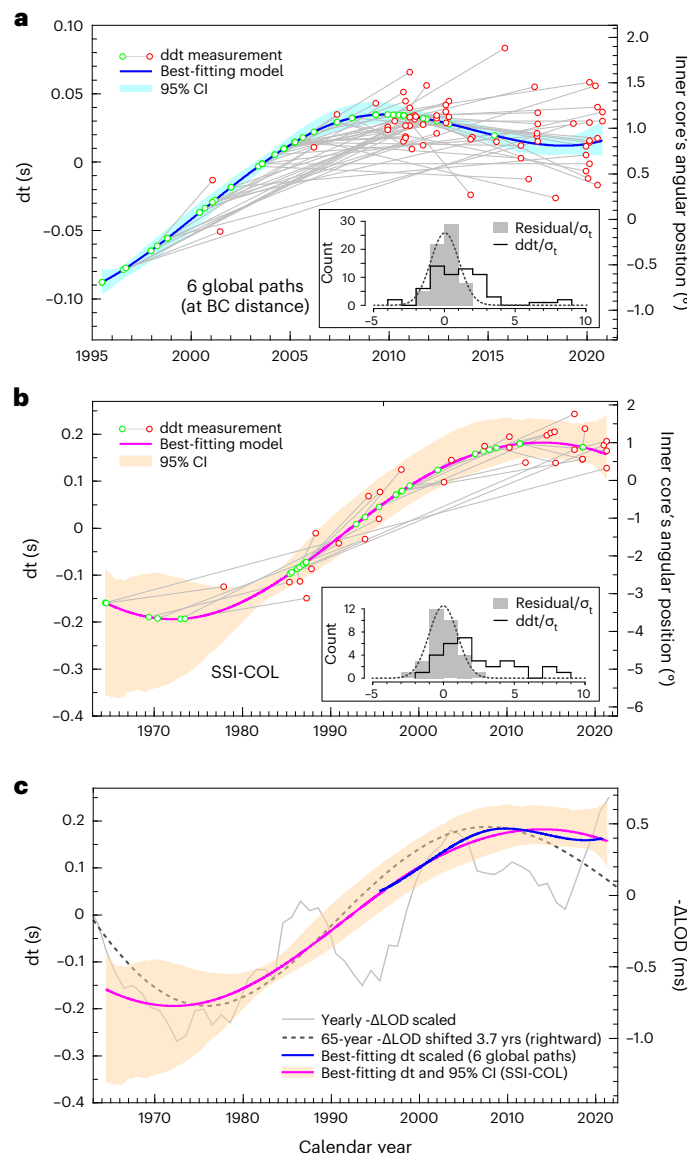 a
0.10
0.05
0
−0.05
−0.10
dt (s)
ddt measurement
Best-fitting model
95% CI
6 global paths
(at BC distance)
30
20
10
0
Count
Residual/σt
ddt/σt
−5
0
5
10
2.0
1.5
1.0
0.5
0
−0.5
−1.0
Inner core's angular position (°)
1995
2000
2005
2010
2015
2020
b
0.2
0.1
0
−0.1
−0.2
−0.3
−0.4
dt (s)
ddt measurement
Best-fitting model
95% CI
SSI-COL
12
8
4
0
Count
Residual/σt
ddt/σt
−5
0
5
10
2
1
0
−1
−2
−3
−4
−5
−6
Inner core's angular position (°)
1970
1980
1990
2000
2010
2020
c
0.2
0.1
0
−0.1
−0.2
−0.3
−0.4
dt (s)
Yearly -ΔLOD scaled
65-year -ΔLOD shifted 3.7 yrs (rightward)
Best-fitting dt scaled (6 global paths)
Best-fitting dt and 95% CI (SSI-COL)
0.5
0
−0.5
−1.0
-ΔLOD (ms)
1970
1980
1990
2000
2010
2020
Calendar year